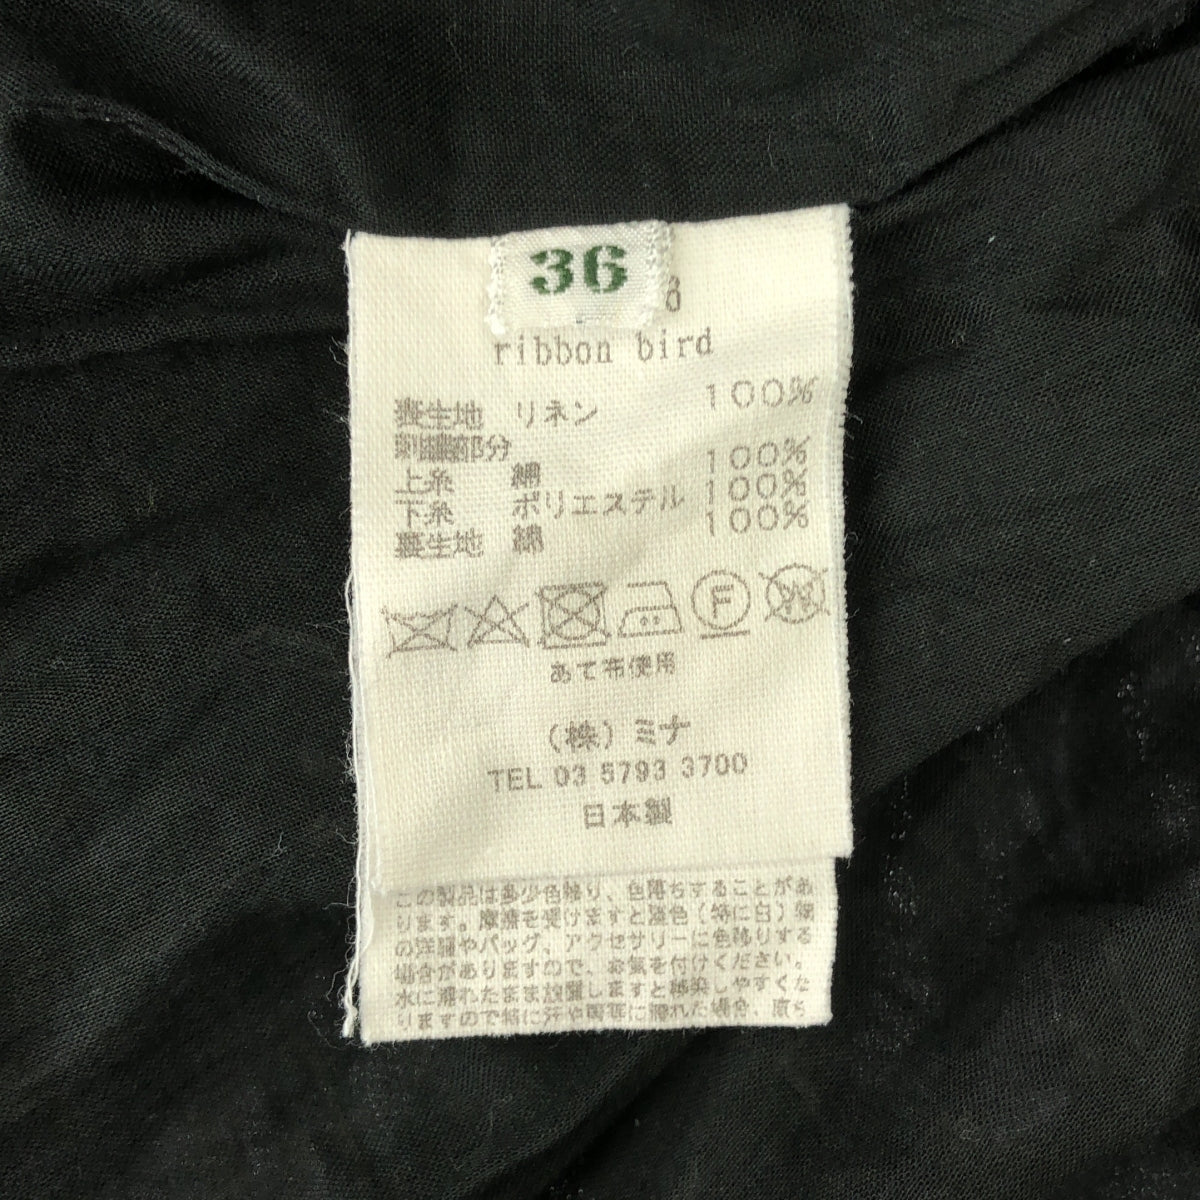 36
ribbon bird
表生地 リネン 100%
刺繍部分
上糸 綿 100%
下糸 ポリエステル 100%
裏生地 綿 100%
F
あて布使用
(株)ミナ
TEL 03 5793 3700
日本製
この製品は多少色移り、色落ちすることがあ
ります。摩擦を受けますと淡色(特に白)系
の洋服やバッグ、アクセサリーに色移りする
場合がありますので、お気を付けください。
水に濡れたまま放置しますと移染しやすくな
りますので特に汗や雨等に濡れた場合、直ち